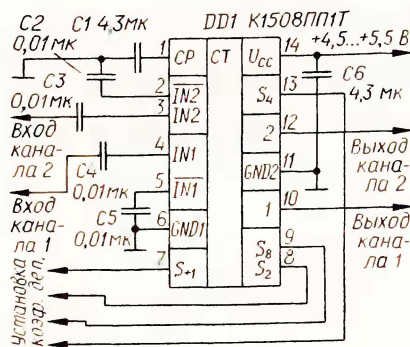 C2 C1 4,3мк DD1 К1508ПП1Т
0,01мк
1 CP CT Ucc 14 +4,5...+5,5 В
C3
0,01мк
C6
4,3 мк
2 IN2 S4 13
3 IN2 2 12
Вход
кана-
ла 2
Выход
канала
2
4 IN1 GND2 11
C4
0,01мк
5 IN1 1 10
Вход
кана-
ла 1
Выход
канала 1
C5
0,01мк
6 GND1 S8 9
7 S+1 S2 8
Установка
коэф. дел.